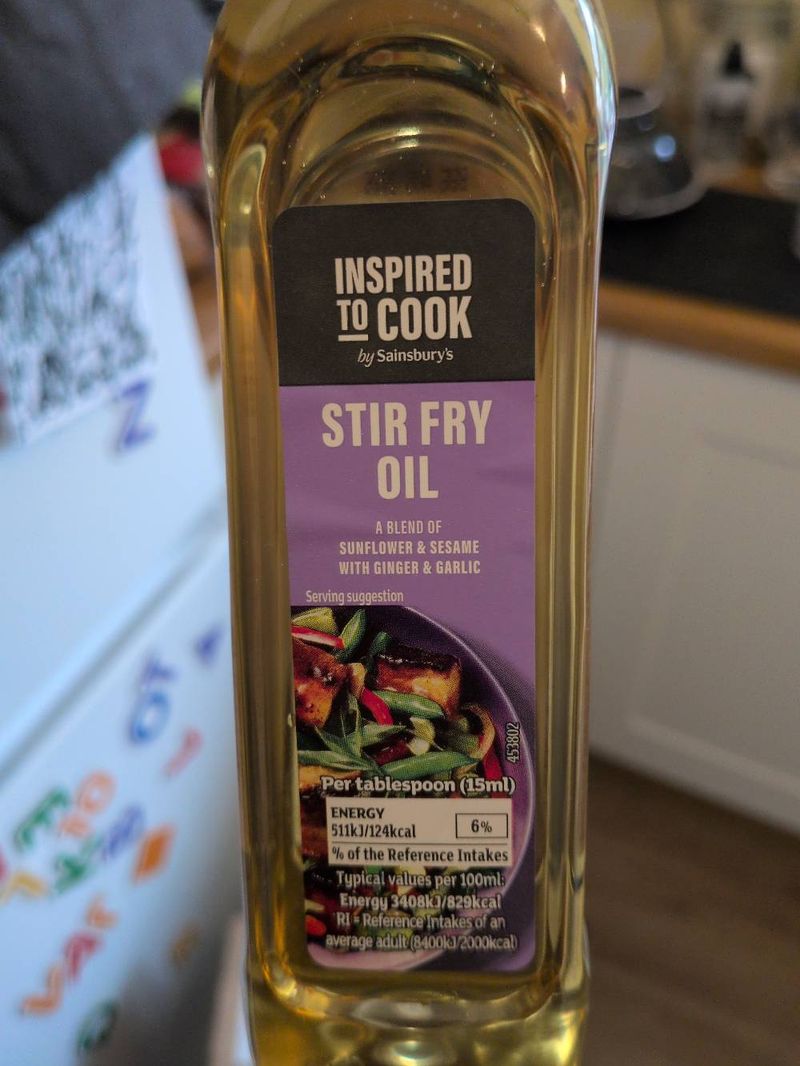 INSPIRED
TO COOK
by Sainsbury's
STIR FRY
OIL
A BLEND OF
SUNFLOWER & SESAME
WITH GINGER & GARLIC
Serving suggestion
453802
Per tablespoon (15ml)
ENERGY
511kJ/124kcal
6%
% of the Reference Intakes
Typical values per 100ml:
Energy 3408kJ/829kcal
RI = Reference Intakes of an
average adult (8400kJ/2000kcal)